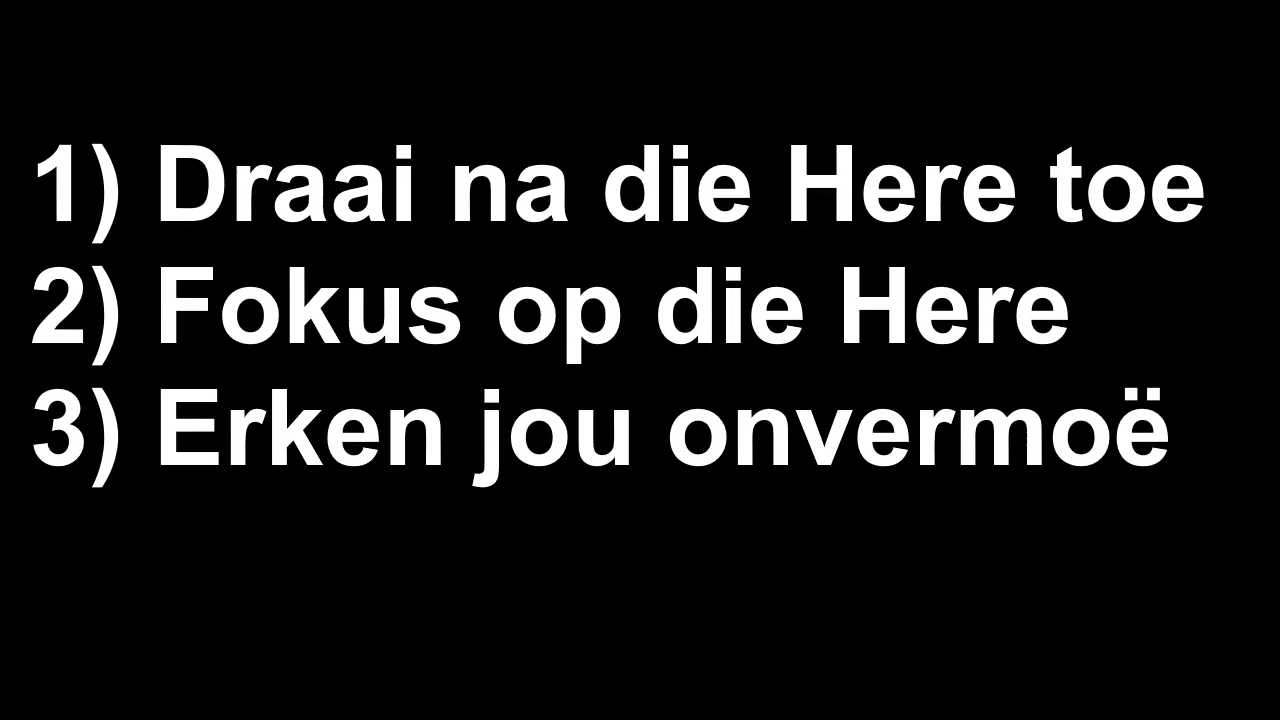 1) Draai na die Here toe
2) Fokus op die Here
3) Erken jou onvermoë